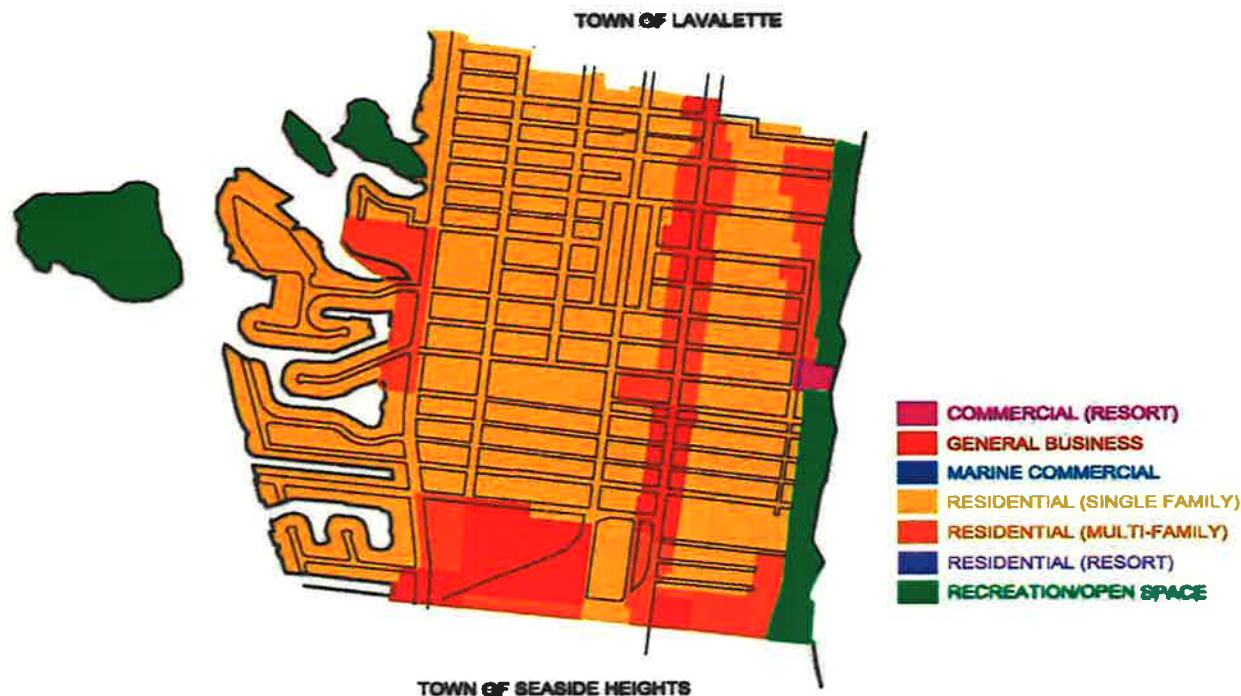 TOWN OF LAVALETTE
COMMERCIAL (RESORT)
GENERAL BUSINESS
MARINE COMMERCIAL
RESIDENTIAL (SINGLE FAMILY)
RESIDENTIAL (MULTI-FAMILY)
RESIDENTIAL (RESORT)
RECREATION/OPEN SPACE
TOWN OF SEASIDE HEIGHTS